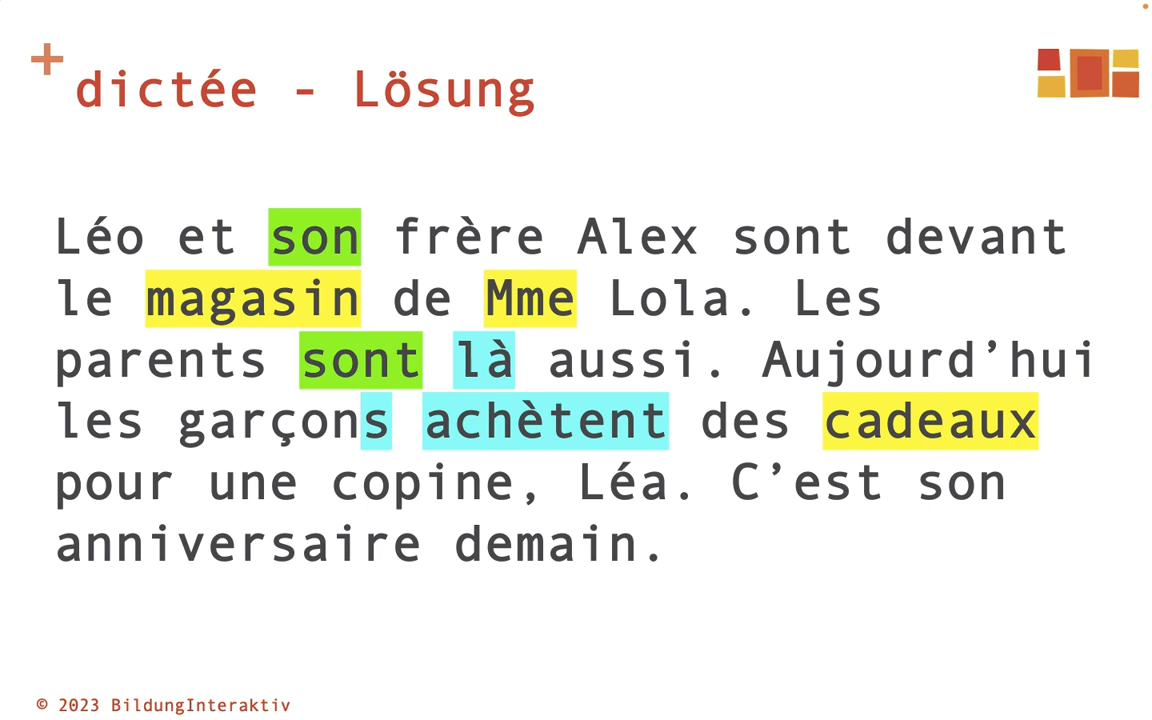 dictée - Lösung
Léo et son frère Alex sont devant
le magasin de Mme Lola. Les
parents sont là aussi. Aujourd’hui
les garçons achètent des cadeaux
pour une copine, Léa. C’est son
anniversaire demain.
© 2023 BildungInteraktiv